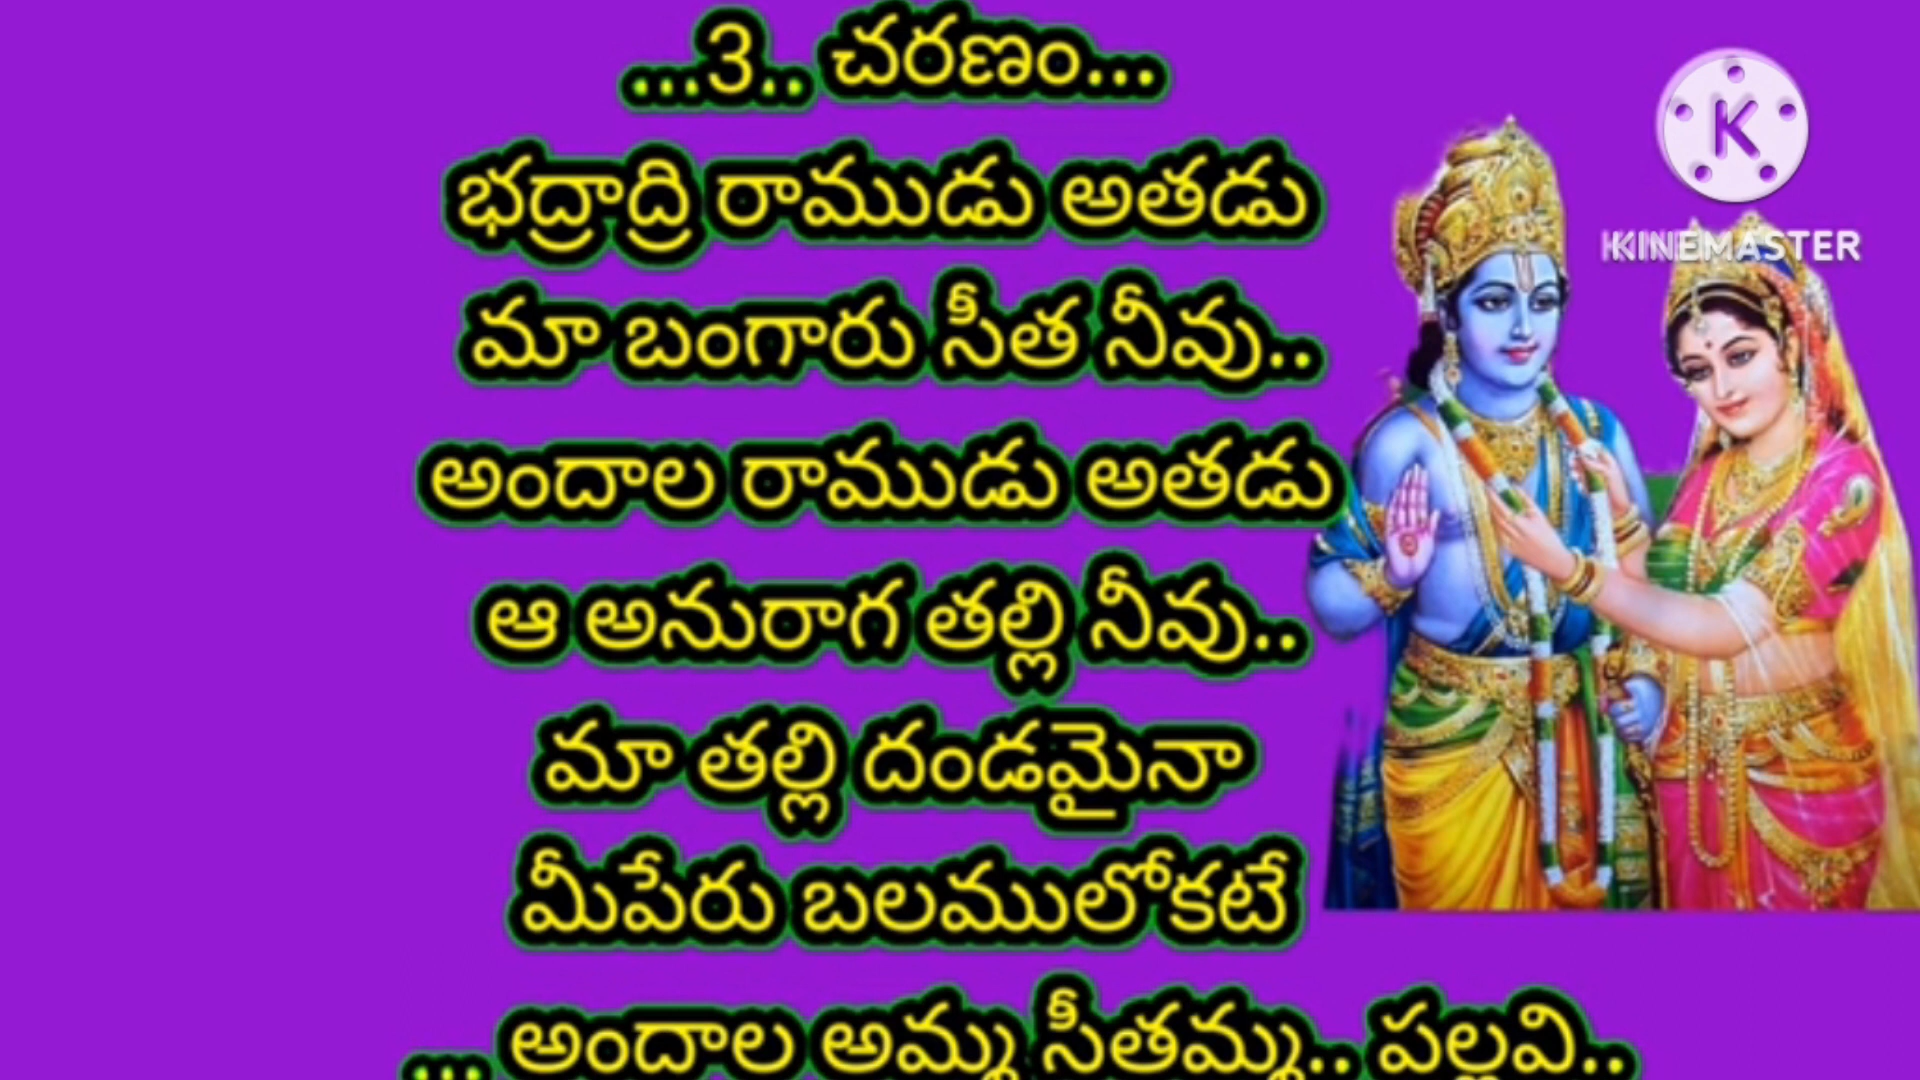 ...3.. చరణం...
భద్రాద్రి రాముడు అతడు
మా బంగారు సీత నీవు..
అందాల రాముడు అతడు
ఆ అనురాగ తల్లి నీవు..
మా తల్లి దండమైనా
మీపేరు బలములోకటే
... అందాల అమ్మ సీతమ్మ.. పల్లవి..
K
KINEMASTER